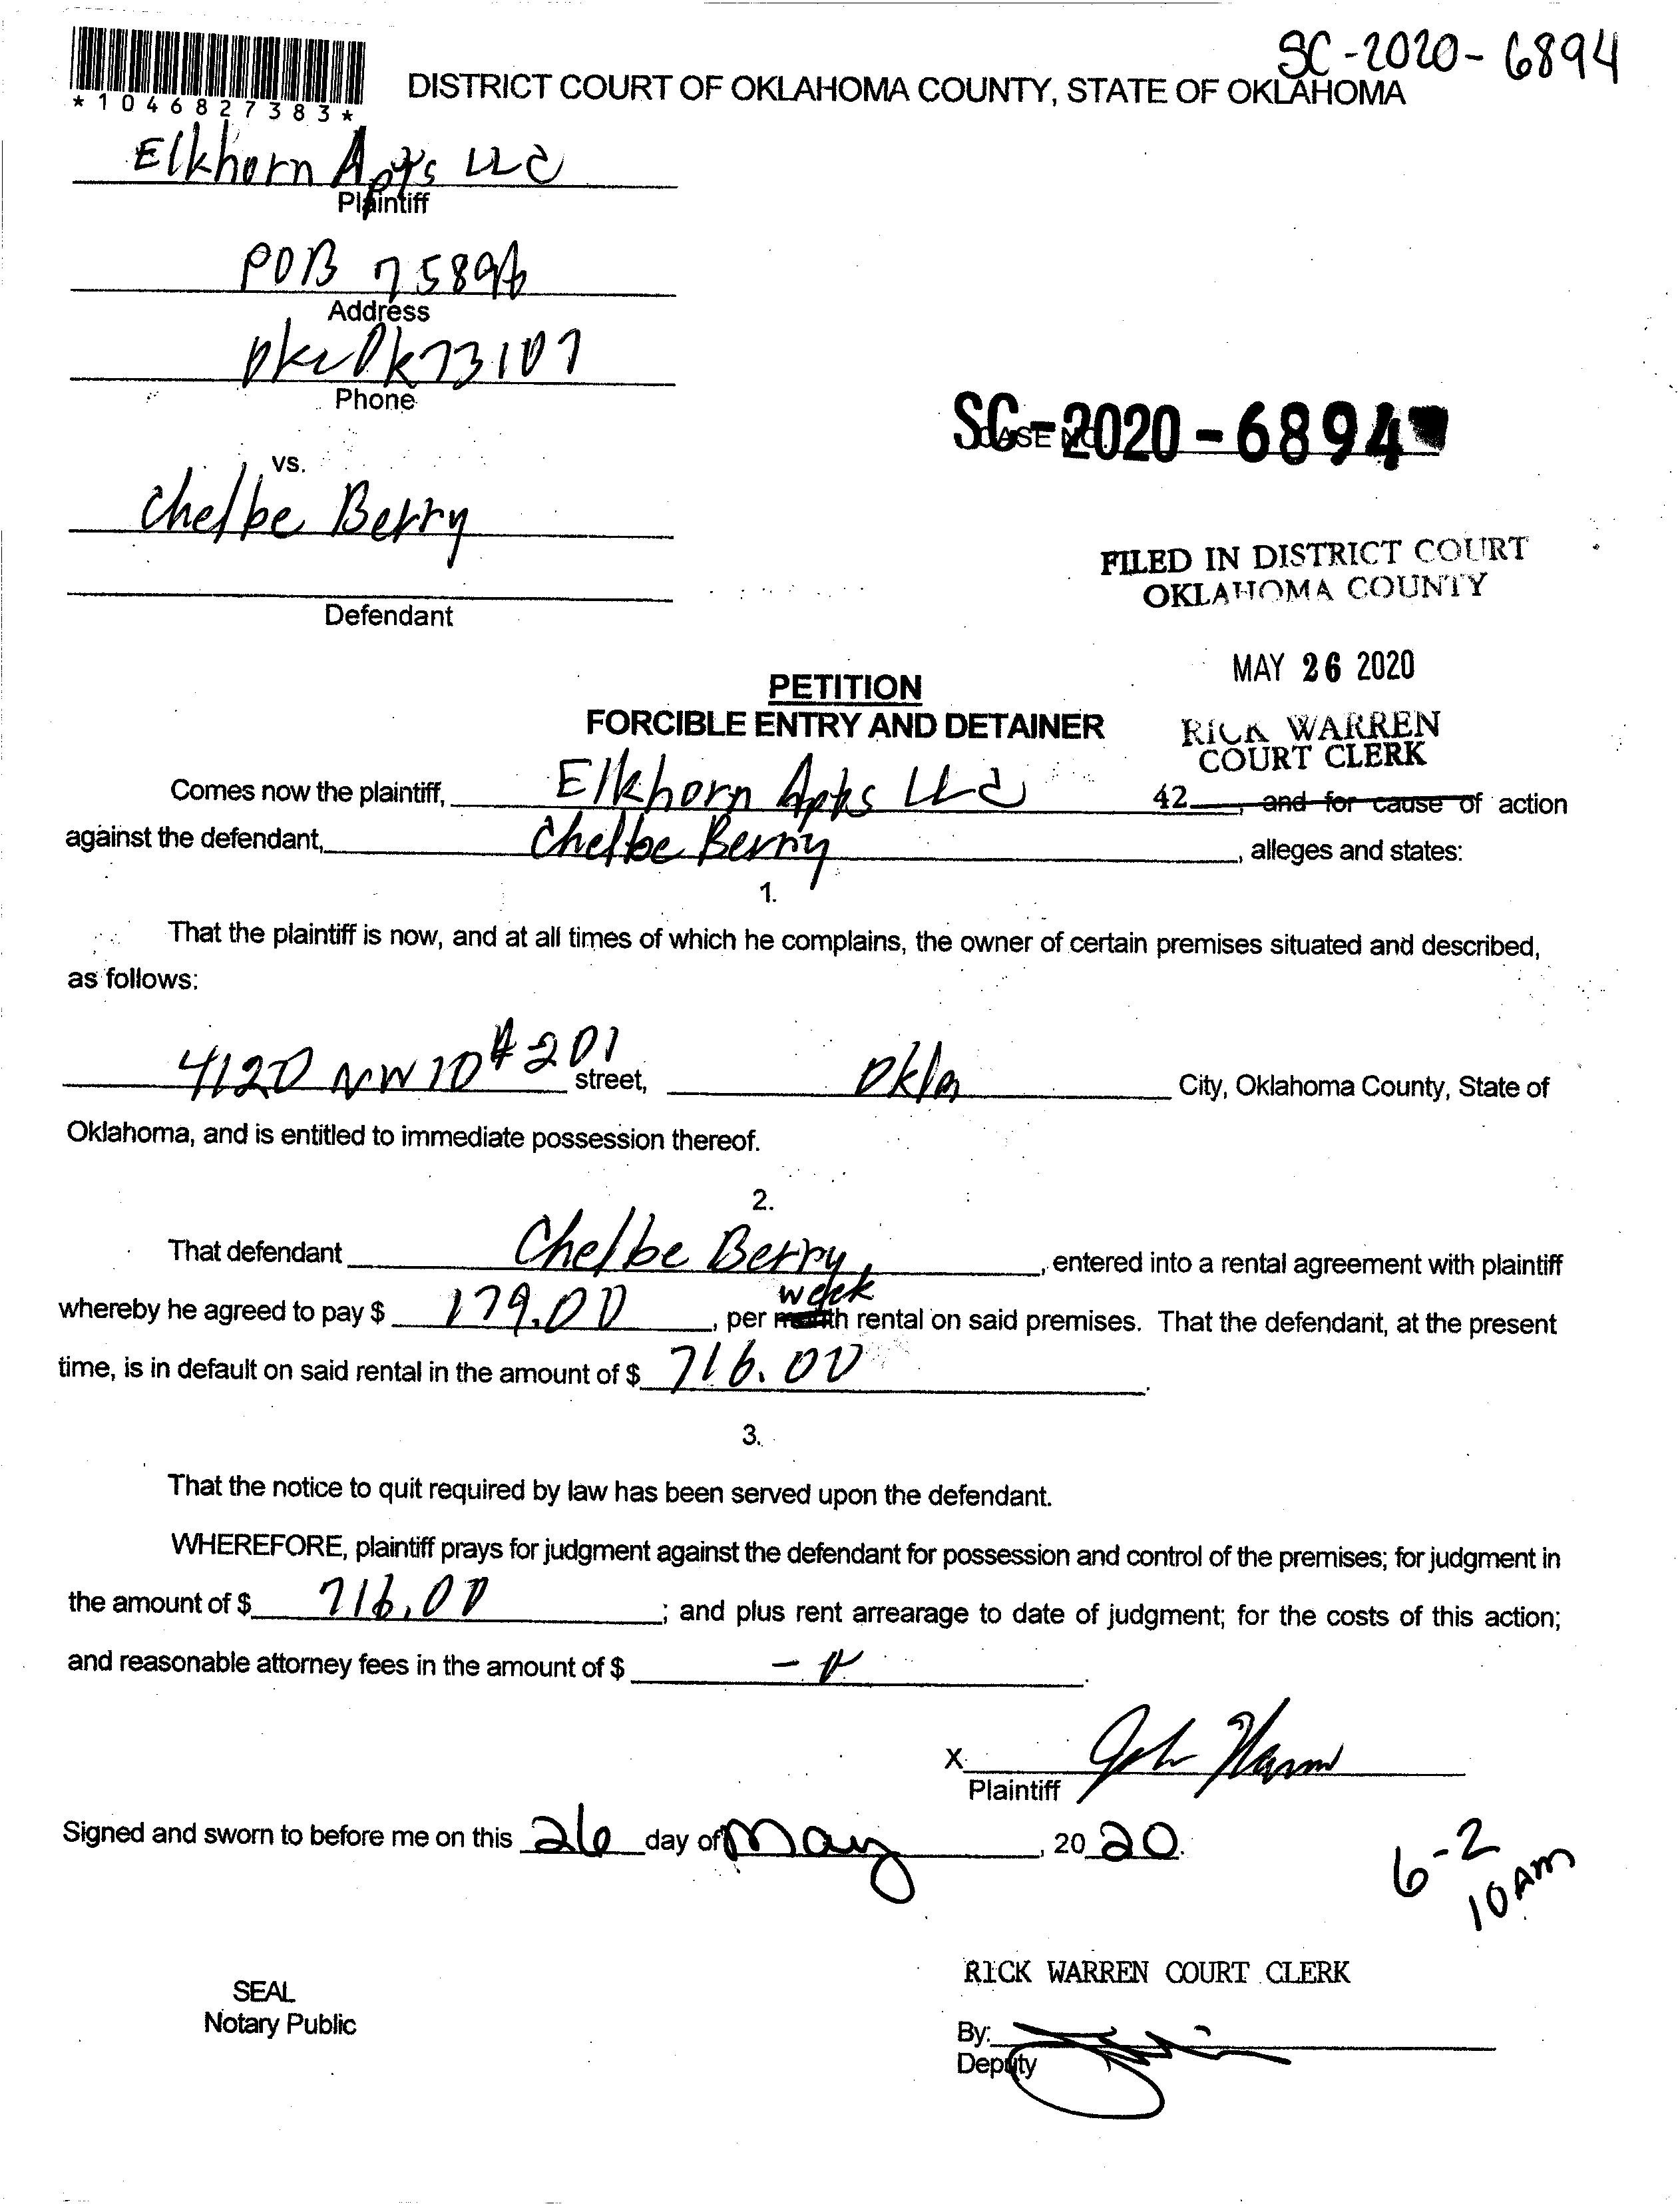 SC-2020-6894
*1046827383*
DISTRICT COURT OF OKLAHOMA COUNTY, STATE OF OKLAHOMA
Elkhorn Apts LLC
Plaintiff
POB 75896
Address
Okc Ok 73107
Phone
SC-2020-6894
CASE NO.
vs.
Chelbe Berry
FILED IN DISTRICT COURT
OKLAHOMA COUNTY
Defendant
MAY 26 2020
PETITION
FORCIBLE ENTRY AND DETAINER
RICK WARREN
COURT CLERK
Comes now the plaintiff, Elkhorn Apts LLC 42, and for cause of action
against the defendant, Chelbe Berry, alleges and states:
1.
That the plaintiff is now, and at all times of which he complains, the owner of certain premises situated and described,
as follows:
4120 NW 10 #201 street, Okla City, Oklahoma County, State of
Oklahoma, and is entitled to immediate possession thereof.
2.
That defendant Chelbe Berry, entered into a rental agreement with plaintiff
week
whereby he agreed to pay $ 179.00, per month rental on said premises. That the defendant, at the present
time, is in default on said rental in the amount of $ 716.00.
3.
That the notice to quit required by law has been served upon the defendant.
WHEREFORE, plaintiff prays for judgment against the defendant for possession and control of the premises; for judgment in
the amount of $ 716.00; and plus rent arrearage to date of judgment; for the costs of this action;
and reasonable attorney fees in the amount of $
X
Plaintiff
Signed and sworn to before me on this 26 day of May, 2020.
6-2
10 AM
RICK WARREN COURT CLERK
SEAL
Notary Public
By:
Deputy